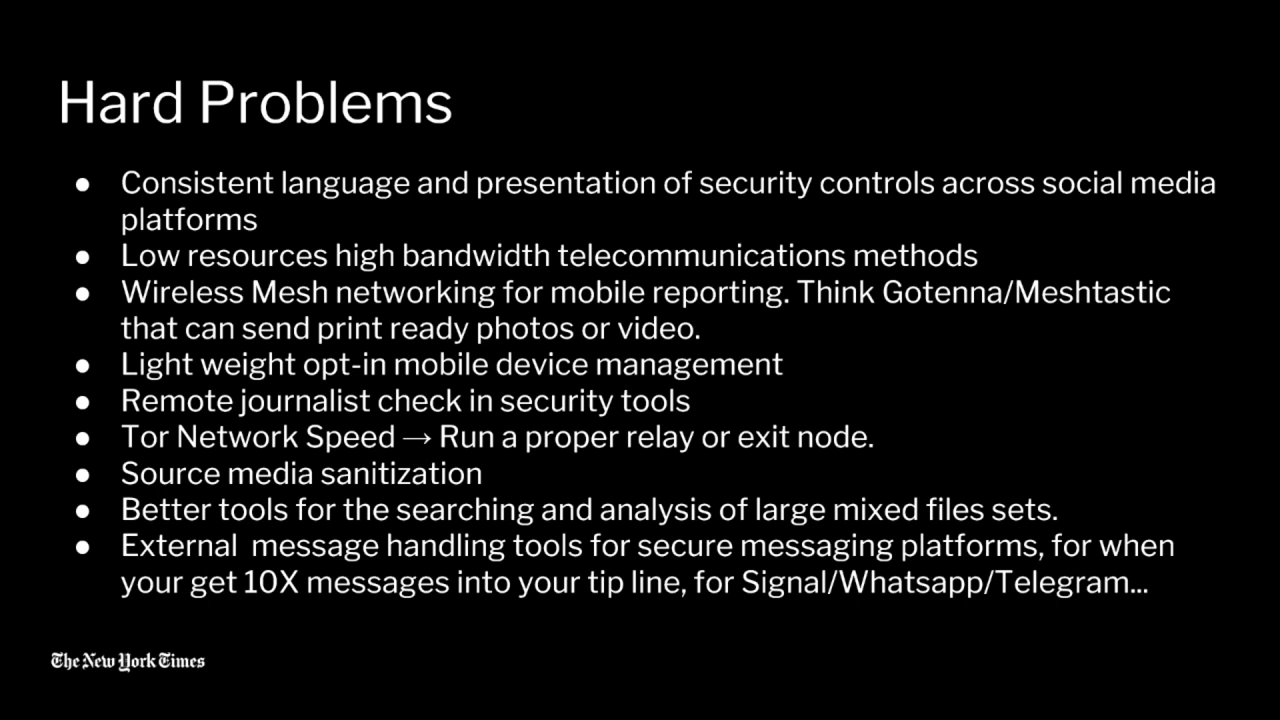 Hard Problems
● Consistent language and presentation of security controls across social media
platforms
● Low resources high bandwidth telecommunications methods
● Wireless Mesh networking for mobile reporting. Think Gotenna/Meshtastic
that can send print ready photos or video.
● Light weight opt-in mobile device management
● Remote journalist check in security tools
● Tor Network Speed → Run a proper relay or exit node.
● Source media sanitization
● Better tools for the searching and analysis of large mixed files sets.
● External  message handling tools for secure messaging platforms, for when
your get 10X messages into your tip line, for Signal/Whatsapp/Telegram...
The New York Times